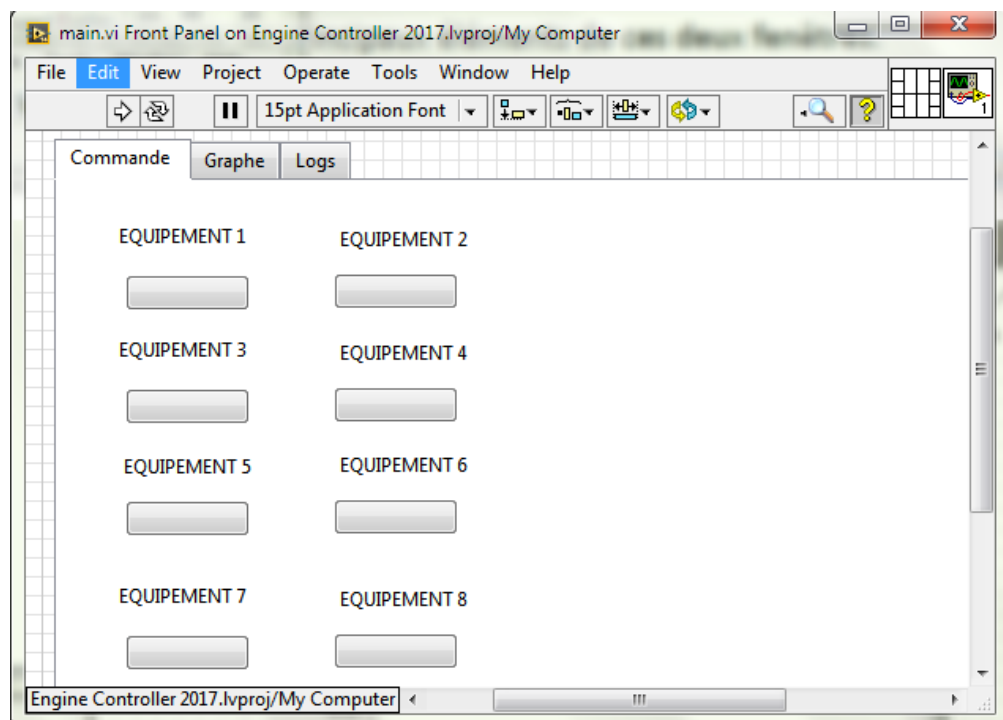 main.vi Front Panel on Engine Controller 2017.lvproj/My Computer
File Edit View Project Operate Tools Window Help
15pt Application Font
1
Commande Graphe Logs
EQUIPEMENT 1 EQUIPEMENT 2
EQUIPEMENT 3 EQUIPEMENT 4
EQUIPEMENT 5 EQUIPEMENT 6
EQUIPEMENT 7 EQUIPEMENT 8
Engine Controller 2017.lvproj/My Computer